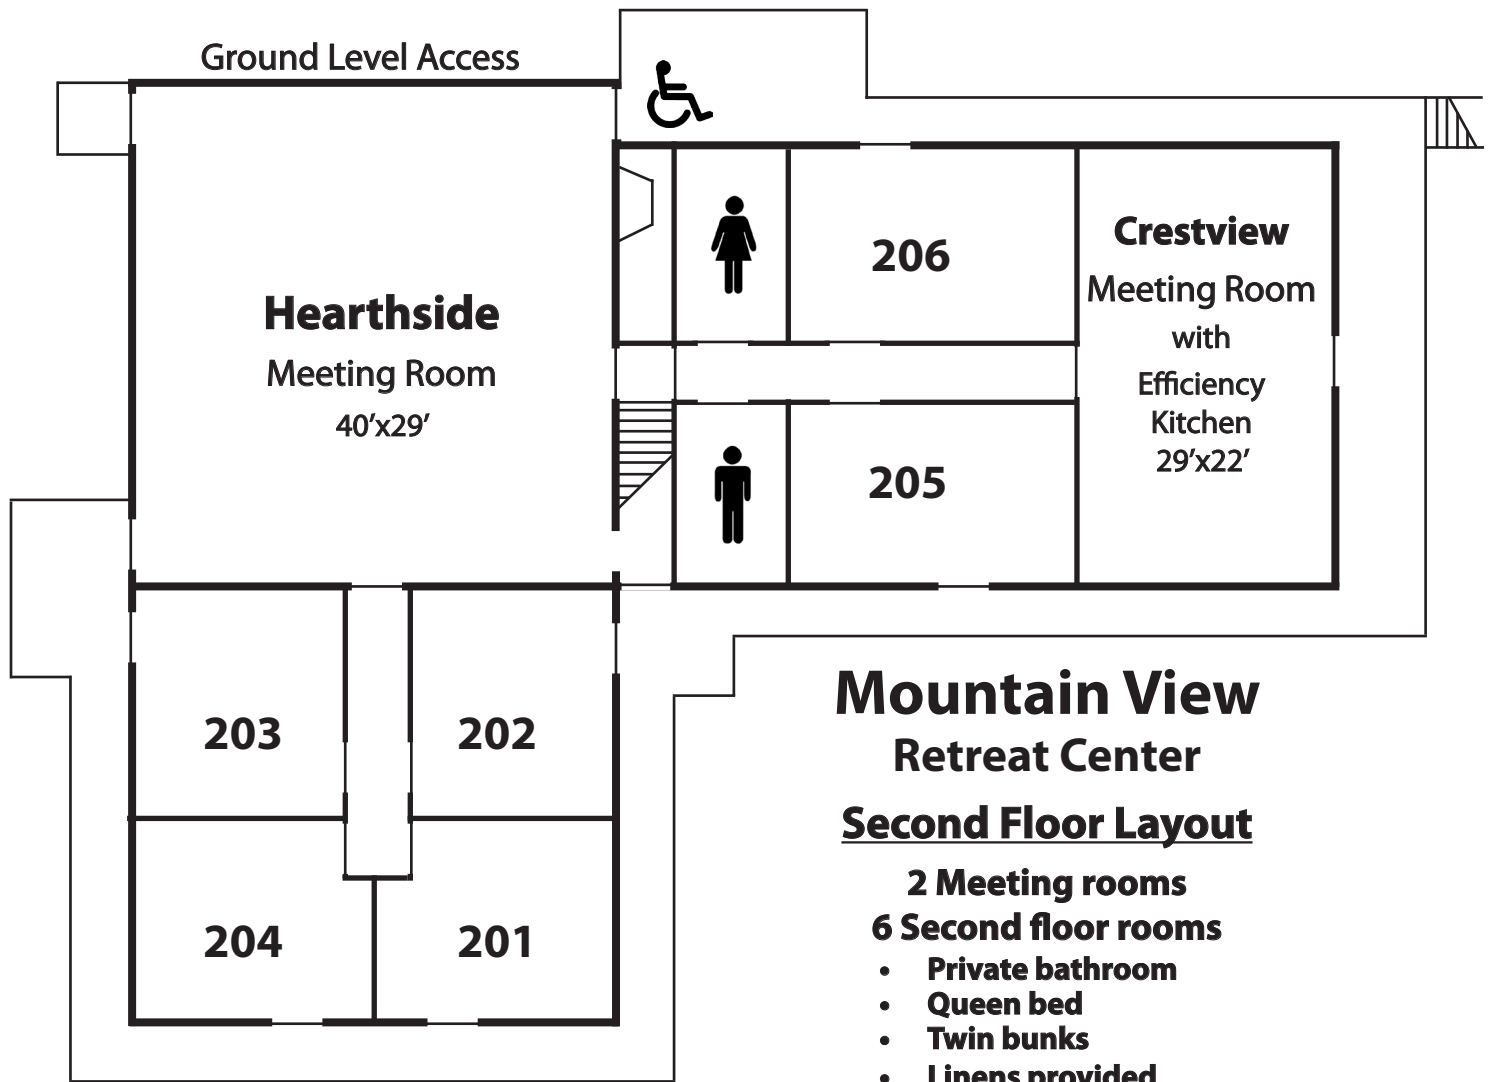 Ground Level Access
Hearthside
Meeting Room
40’x29’
206
Crestview
Meeting Room
with
Efficiency
Kitchen
29’x22’
205
203
202
204
201
Mountain View
Retreat Center
Second Floor Layout
2 Meeting rooms
6 Second floor rooms
• Private bathroom
• Queen bed
• Twin bunks
• Linens provided